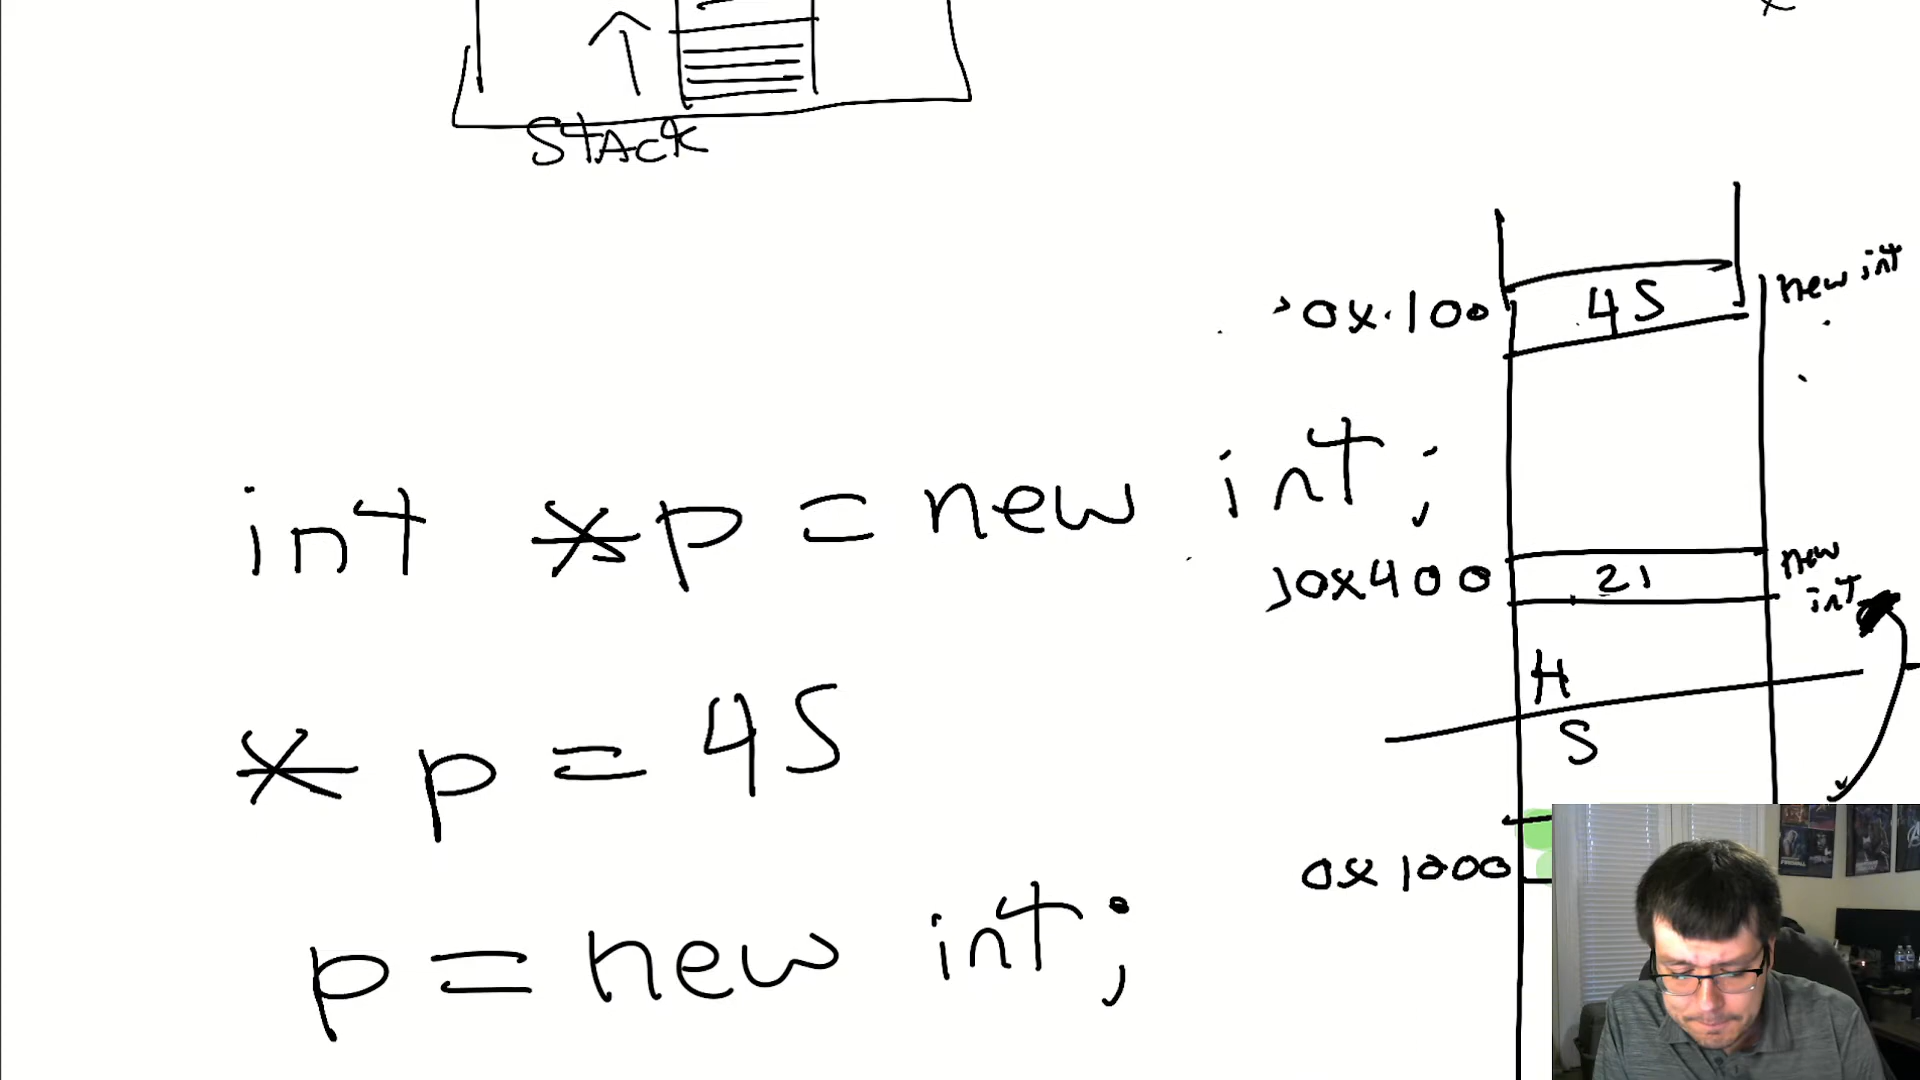 STACK
0x100 45 new int
int *p = new int;
0x400 21 new
int
H
* p = 45
S
0x1000
p = new int;